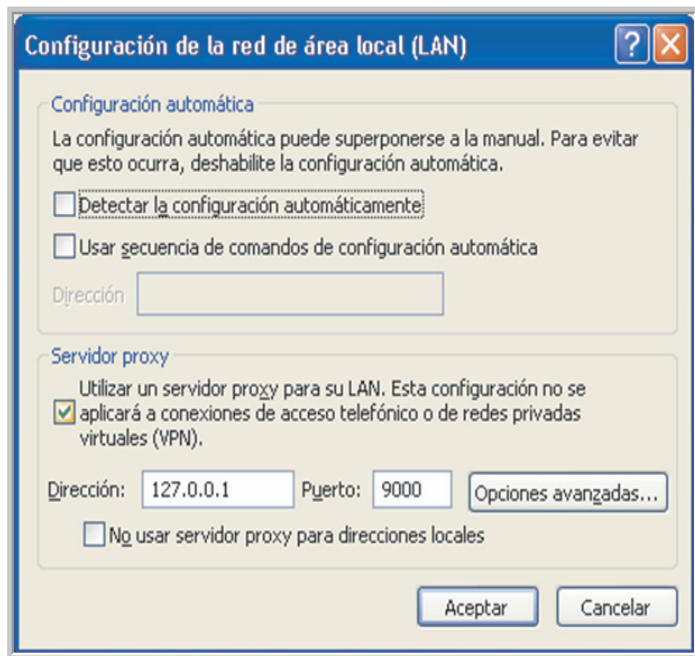 Configuración de la red de área local (LAN)
Configuración automática
La configuración automática puede superponerse a la manual. Para evitar
que esto ocurra, deshabilite la configuración automática.
Detectar la configuración automáticamente
Usar secuencia de comandos de configuración automática
Dirección
Servidor proxy
Utilizar un servidor proxy para su LAN. Esta configuración no se
aplicará a conexiones de acceso telefónico o de redes privadas
virtuales (VPN).
Dirección: 127.0.0.1 Puerto: 9000 Opciones avanzadas...
No usar servidor proxy para direcciones locales
Aceptar Cancelar